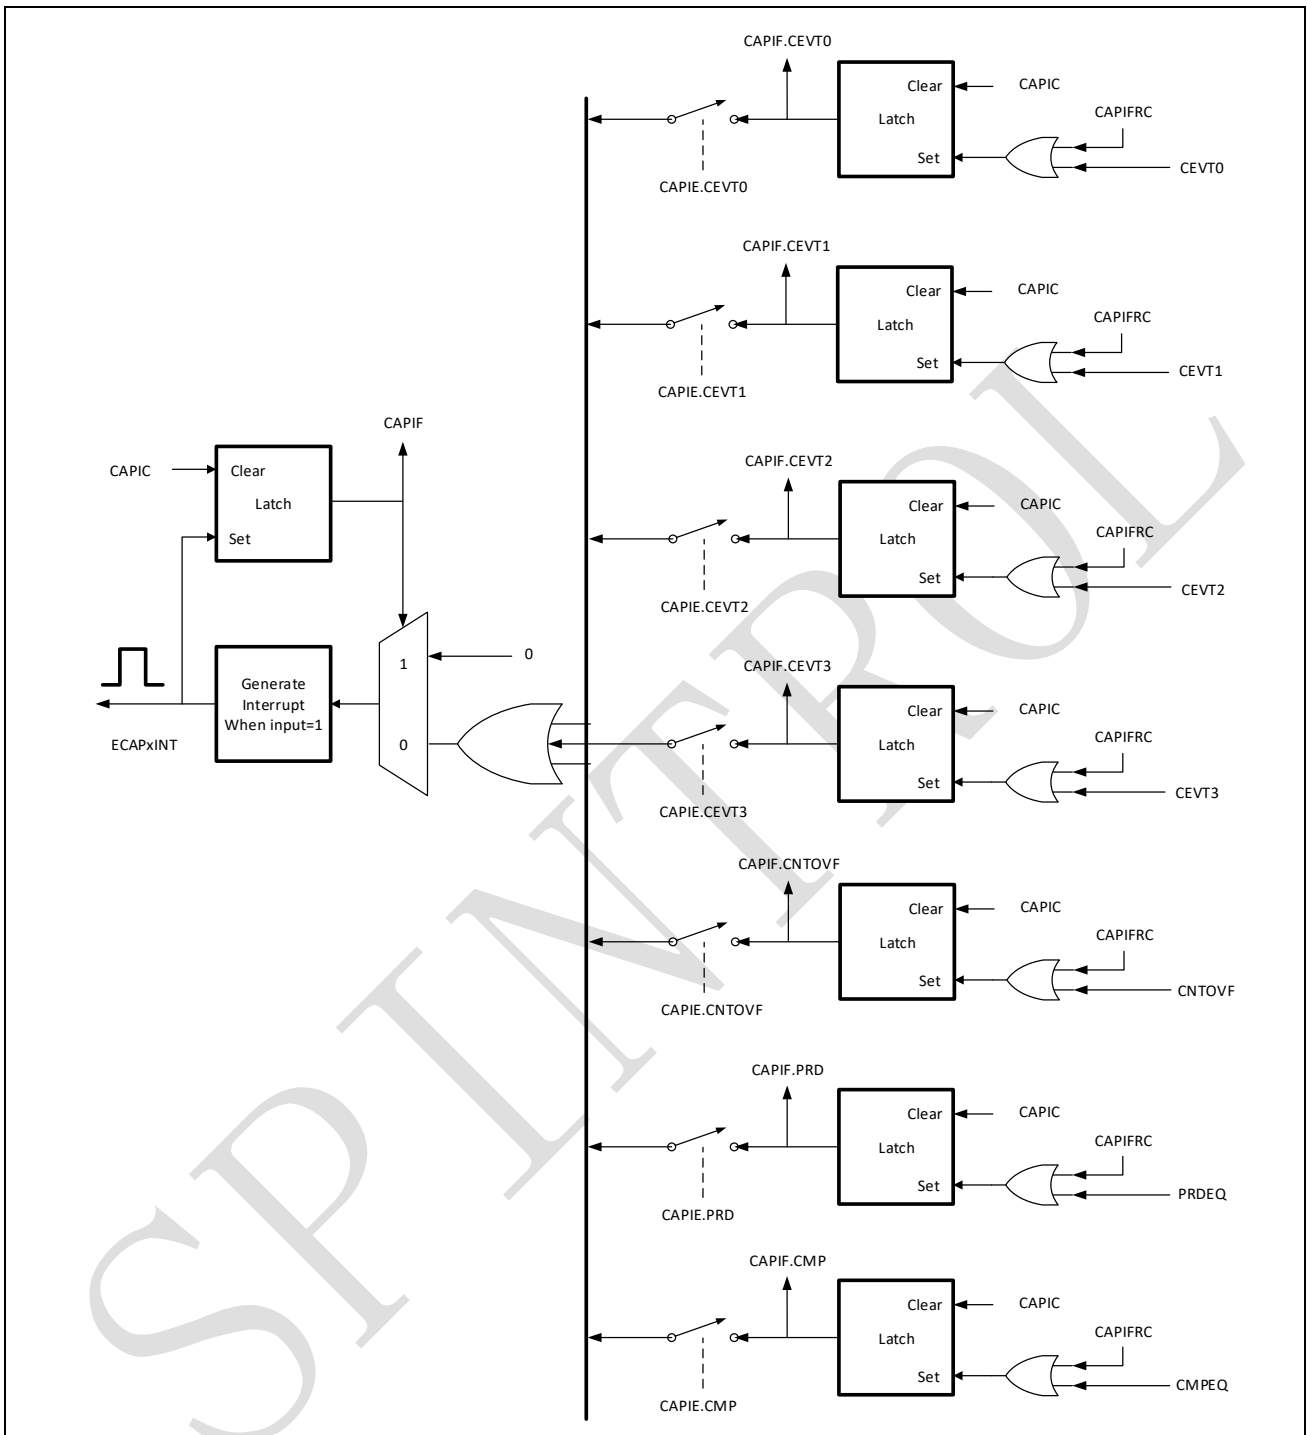 CAPIF.CEVT0
Clear
CAPIC
Latch
CAPIFRC
Set
CEVT0
CAPIE.CEVT0
CAPIF.CEVT1
Clear
CAPIC
Latch
CAPIFRC
Set
CEVT1
CAPIE.CEVT1
CAPIF.CEVT2
Clear
CAPIC
Latch
CAPIFRC
Set
CEVT2
CAPIE.CEVT2
CAPIF.CEVT3
Clear
CAPIC
Latch
CAPIFRC
Set
CEVT3
CAPIE.CEVT3
CAPIF.CNTOVF
Clear
CAPIC
Latch
CAPIFRC
Set
CNTOVF
CAPIE.CNTOVF
CAPIF.PRD
Clear
CAPIC
Latch
CAPIFRC
Set
PRDEQ
CAPIE.PRD
CAPIF.CMP
Clear
CAPIC
Latch
CAPIFRC
Set
CMPEQ
CAPIE.CMP
CAPIF
CAPIC
Clear
Latch
Set
1
0
0
Generate
Interrupt
When input=1
ECAPxINT
SPINTROL